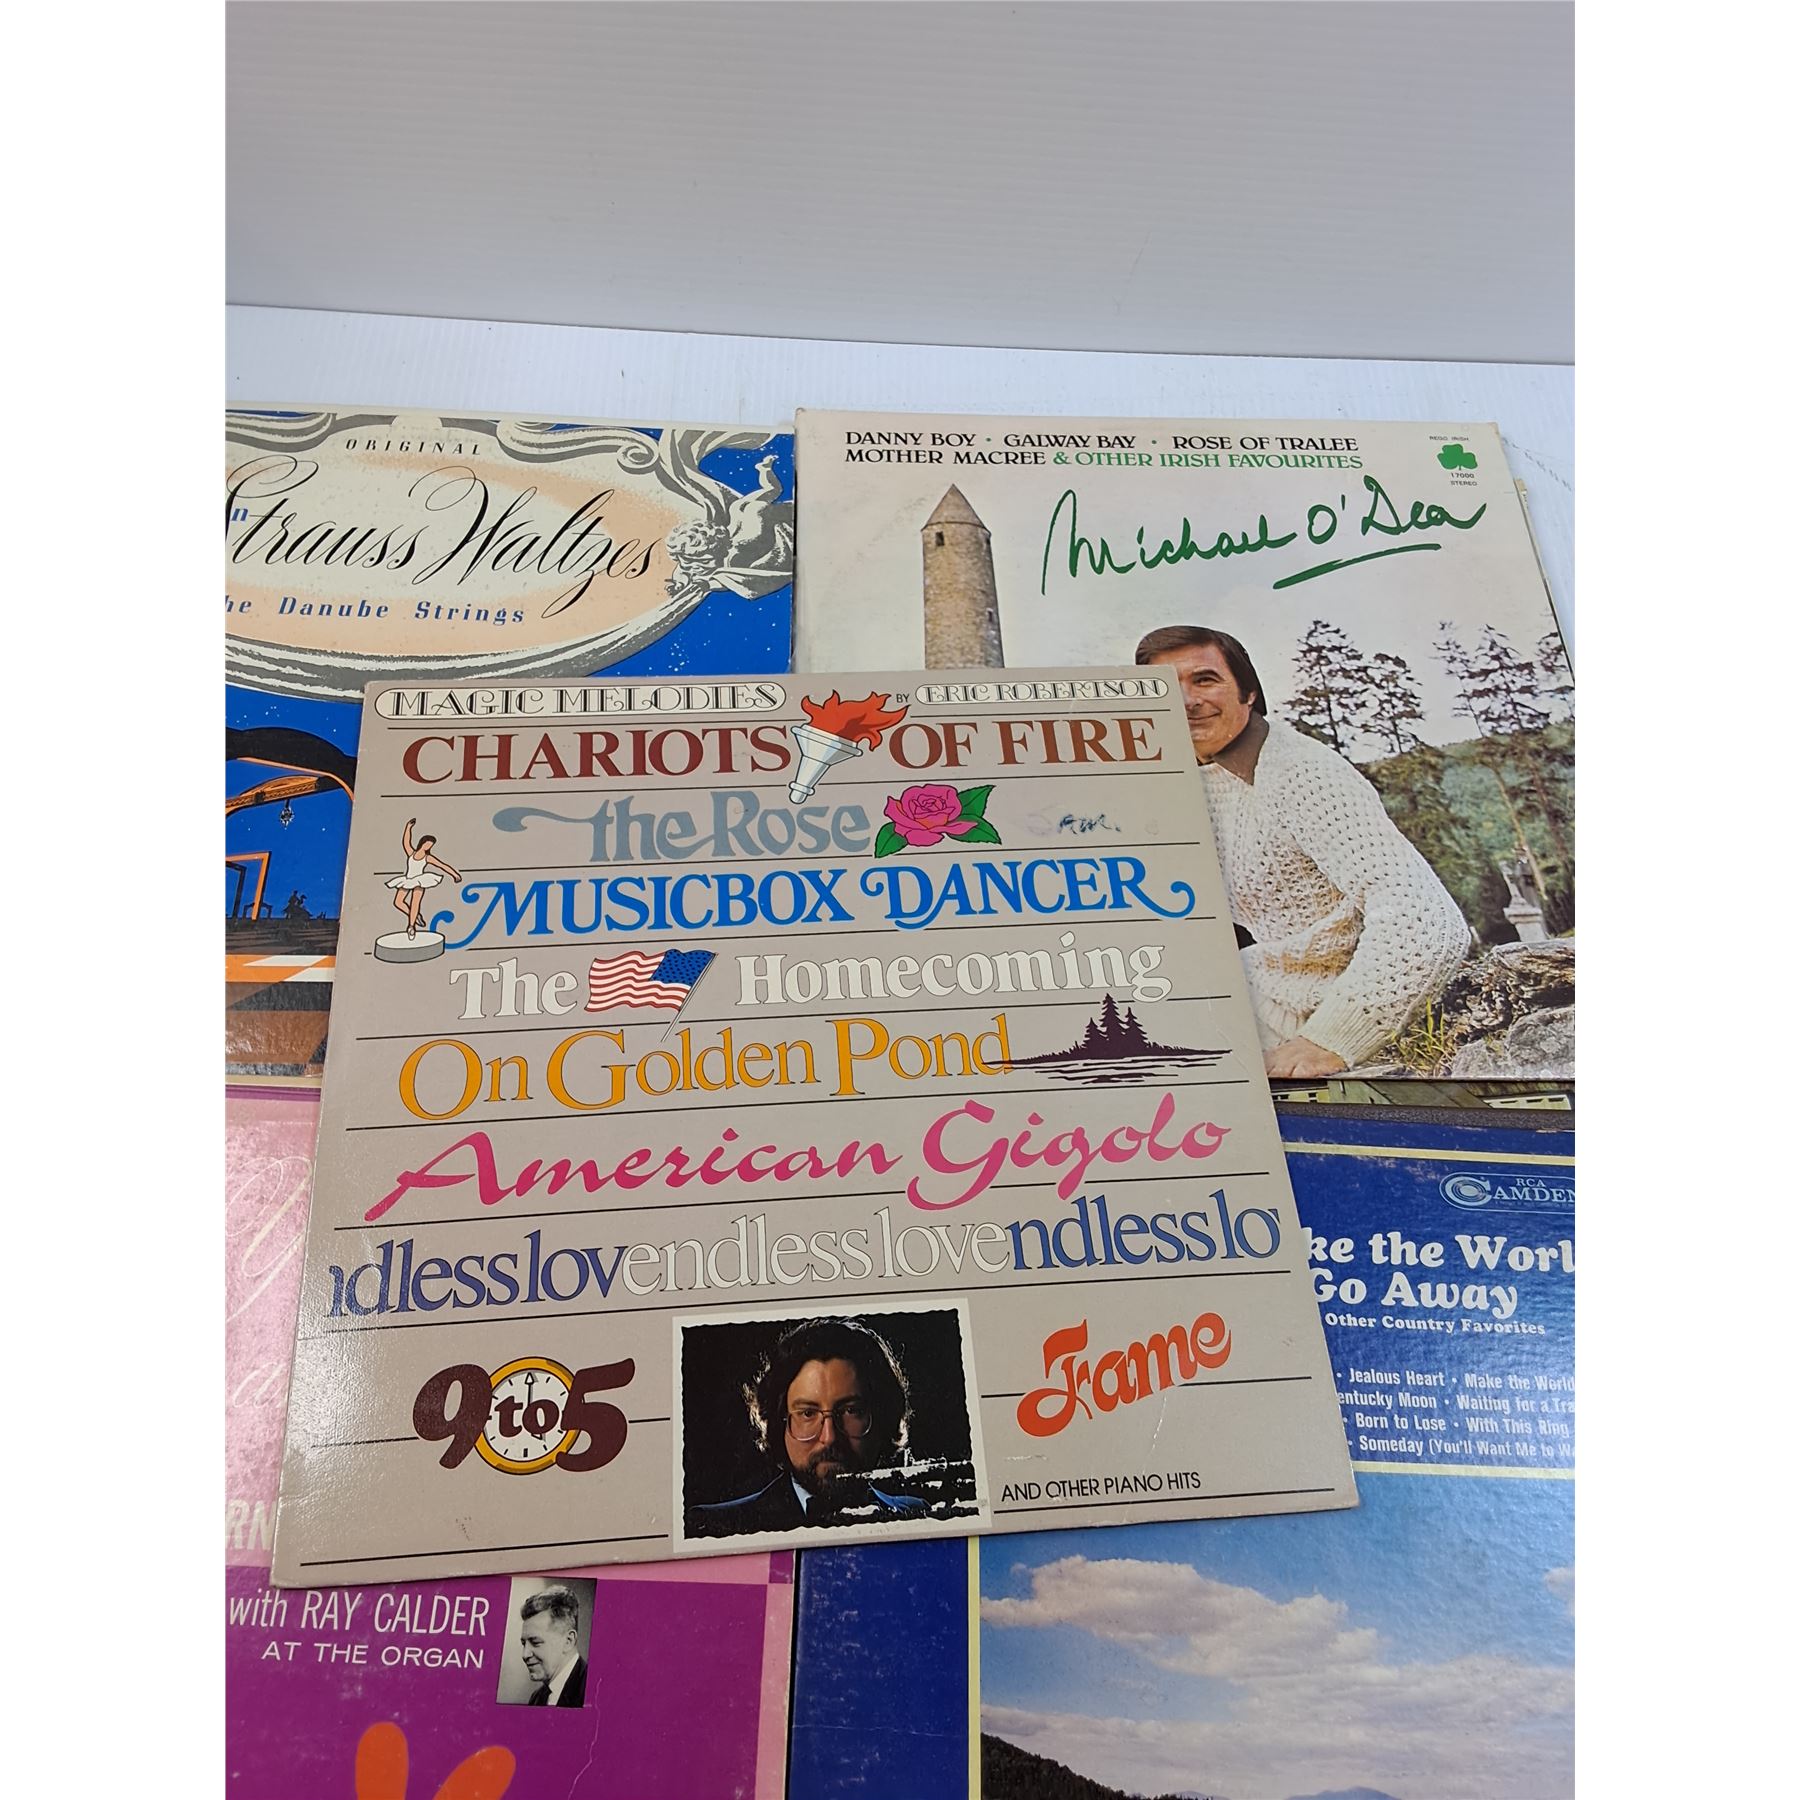 ORIGINAL
Strauss Waltzes
Danube Strings
DANNY BOY • GALWAY BAY • ROSE OF TRALEE
MOTHER MACREE & OTHER IRISH FAVOURITES
REGO IRISH
17000
STEREO
Michael O'Dea
MAGIC MELODIES BY ERIC ROBERTSON
CHARIOTS OF FIRE
the Rose
MUSICBOX DANCER
The Homecoming
On Golden Pond
American Gigolo
ndlesslovendlesslovendlesslo
9 to 5
Fame
AND OTHER PIANO HITS
RCA
CAMDEN
ke the Worl
Go Away
Other Country Favorites
• Jealous Heart • Make the World
entucky Moon • Waiting for a Tra
• Born to Lose • With This Ring
• Someday (You'll Want Me to W
RN
with RAY CALDER
AT THE ORGAN